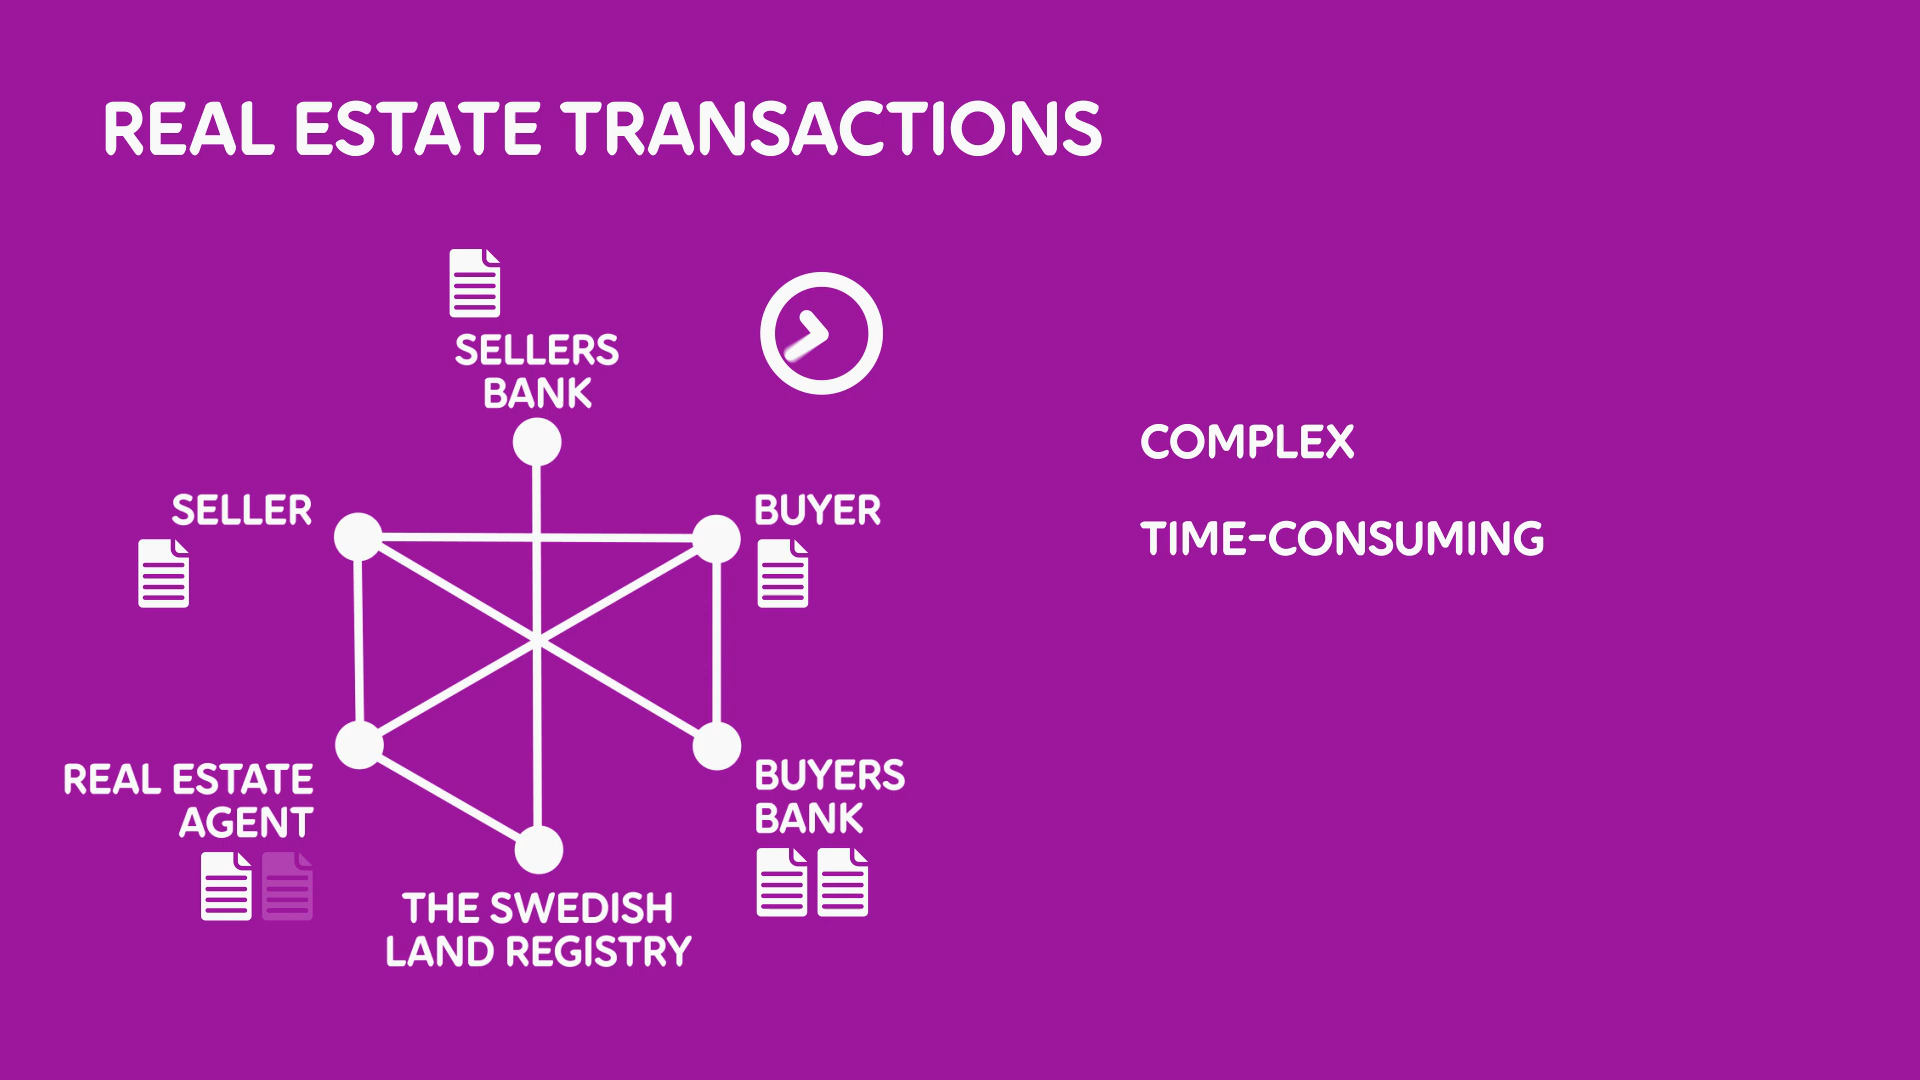 REAL ESTATE TRANSACTIONS
SELLERS
BANK
SELLER
BUYER
REAL ESTATE
AGENT
BUYERS
BANK
THE SWEDISH
LAND REGISTRY
COMPLEX
TIME-CONSUMING